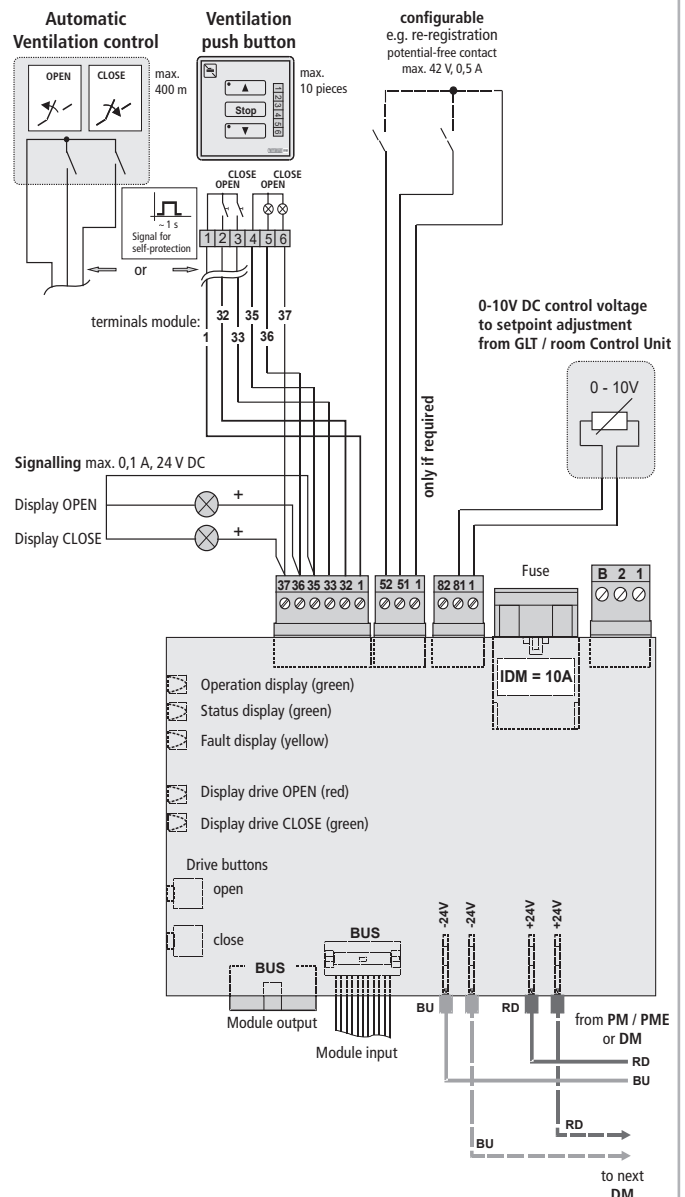 Automatic
Ventilation control
OPEN
CLOSE
max.
400 m
Ventilation
push button
Stop
1 2 3 4 5 6
max.
10 pieces
configurable
e.g. re-registration
potential-free contact
max. 42 V, 0,5 A
CLOSE CLOSE
OPEN OPEN
~ 1 s
Signal for
self-protection
1 2 3 4 5 6
or
terminals module:
32 35 37
1 33 36
0-10V DC control voltage
to setpoint adjustment
from GLT / room Control Unit
0 - 10V
only if required
Signalling max. 0,1 A, 24 V DC
Display OPEN
+
Display CLOSE
+
37 36 35 33 32 1
52 51 1
82 81 1
Fuse
B 2 1
IDM = 10A
Operation display (green)
Status display (green)
Fault display (yellow)
Display drive OPEN (red)
Display drive CLOSE (green)
Drive buttons
open
close
BUS
BUS
-24V
-24V
+24V
+24V
Module output
Module input
BU
RD
from PM / PME
or DM
RD
BU
RD
BU
to next
DM